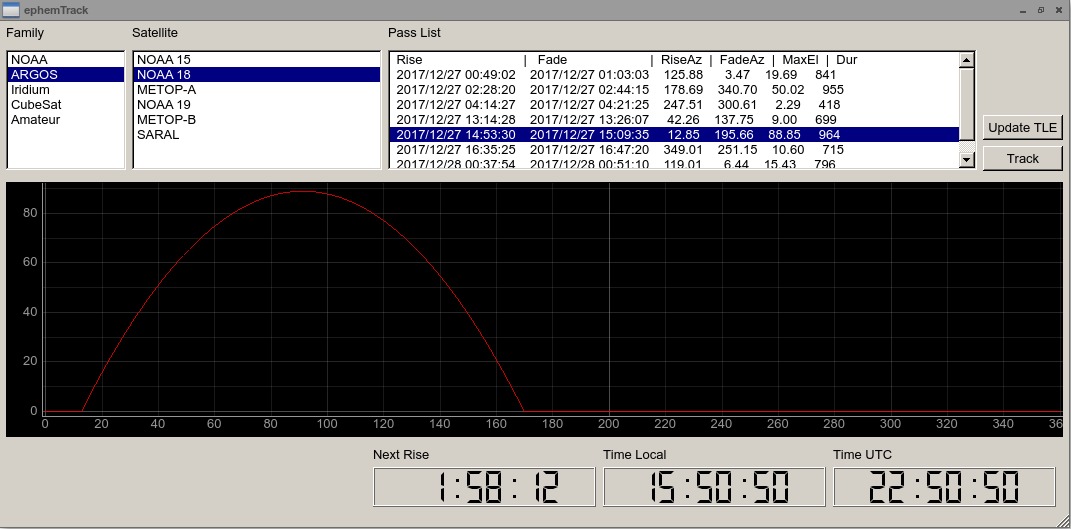 ephemTrack
Family
Satellite
Pass List
NOAA
ARGOS
Iridium
CubeSat
Amateur
NOAA 15
NOAA 18
METOP-A
NOAA 19
METOP-B
SARAL
Rise | Fade | RiseAz | FadeAz | MaxEl | Dur
2017/12/27 00:49:02 2017/12/27 01:03:03 125.88 3.47 19.69 841
2017/12/27 02:28:20 2017/12/27 02:44:15 178.69 340.70 50.02 955
2017/12/27 04:14:27 2017/12/27 04:21:25 247.51 300.61 2.29 418
2017/12/27 13:14:28 2017/12/27 13:26:07 42.26 137.75 9.00 699
2017/12/27 14:53:30 2017/12/27 15:09:35 12.85 195.66 88.85 964
2017/12/27 16:35:25 2017/12/27 16:47:20 349.01 251.15 10.60 715
2017/12/28 00:37:54 2017/12/28 00:51:10 119.01 6.44 15.43 796
Update TLE
Track
80
60
40
20
0
0 20 40 60 80 100 120 140 160 180 200 220 240 260 280 300 320 340 36
Next Rise
Time Local
Time UTC
1:58:12
15:50:50
22:50:50